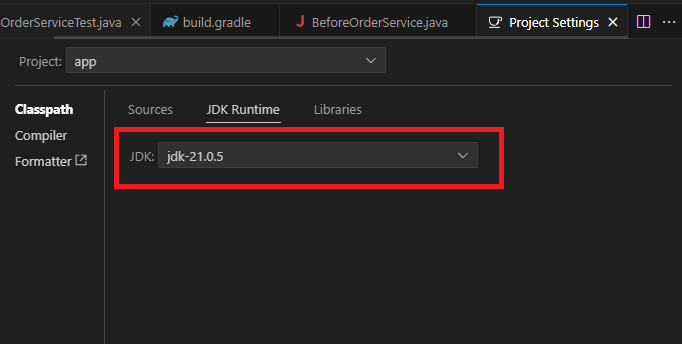 OrderServiceTest.java build.gradle BeforeOrderService.java Project Settings
Project: app
Classpath Sources JDK Runtime Libraries
Compiler
Formatter JDK: jdk-21.0.5